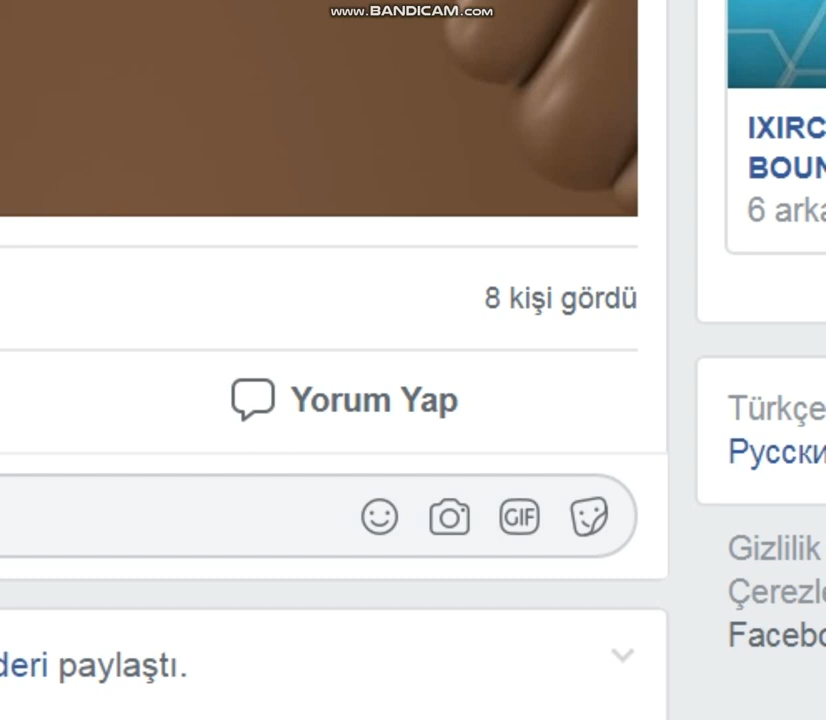 www.BANDICAM.com
IXIRC
BOUN
6 arka
8 kişi gördü
Yorum Yap
Türkçe
Русски
GIF
Gizlilik
Çerezle
Facebo
deri paylaştı.